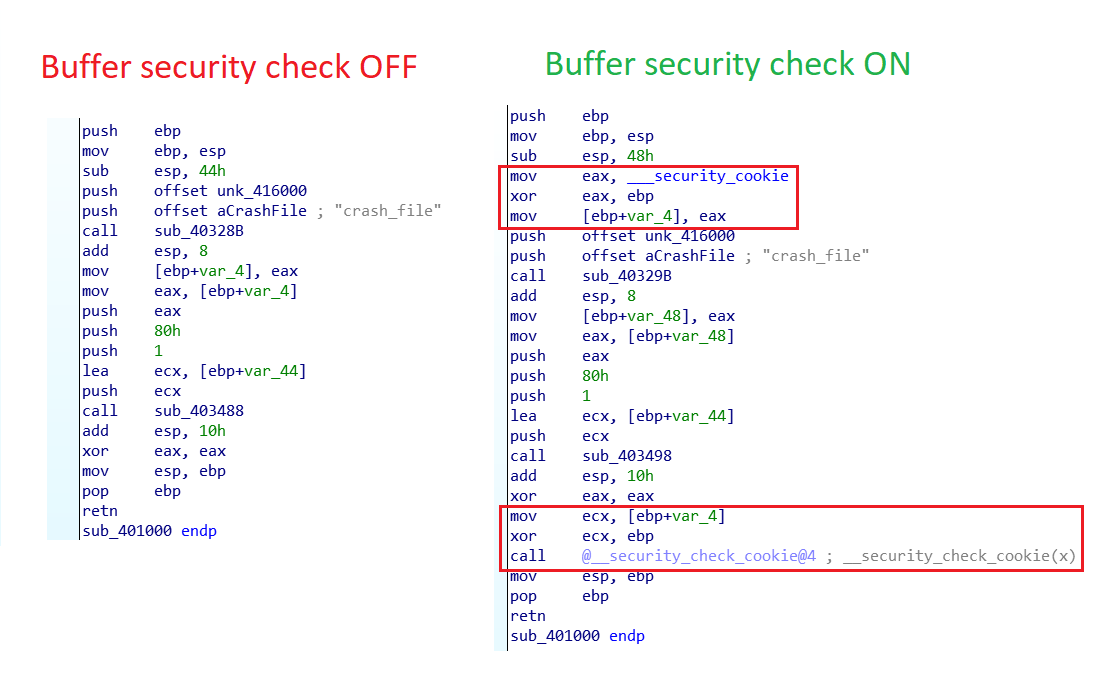 Buffer security check OFF
push ebp
mov ebp, esp
sub esp, 44h
push offset unk_416000
push offset aCrashFile ; "crash_file"
call sub_40328B
add esp, 8
mov [ebp+var_4], eax
mov eax, [ebp+var_4]
push eax
push 80h
push 1
lea ecx, [ebp+var_44]
push ecx
call sub_403488
add esp, 10h
xor eax, eax
mov esp, ebp
pop ebp
retn
sub_401000 endp
Buffer security check ON
push ebp
mov ebp, esp
sub esp, 48h
mov eax, ___security_cookie
xor eax, ebp
mov [ebp+var_4], eax
push offset unk_416000
push offset aCrashFile ; "crash_file"
call sub_40329B
add esp, 8
mov [ebp+var_48], eax
mov eax, [ebp+var_48]
push eax
push 80h
push 1
lea ecx, [ebp+var_44]
push ecx
call sub_403498
add esp, 10h
xor eax, eax
mov ecx, [ebp+var_4]
xor ecx, ebp
call @__security_check_cookie@4 ; __security_check_cookie(x)
mov esp, ebp
pop ebp
retn
sub_401000 endp